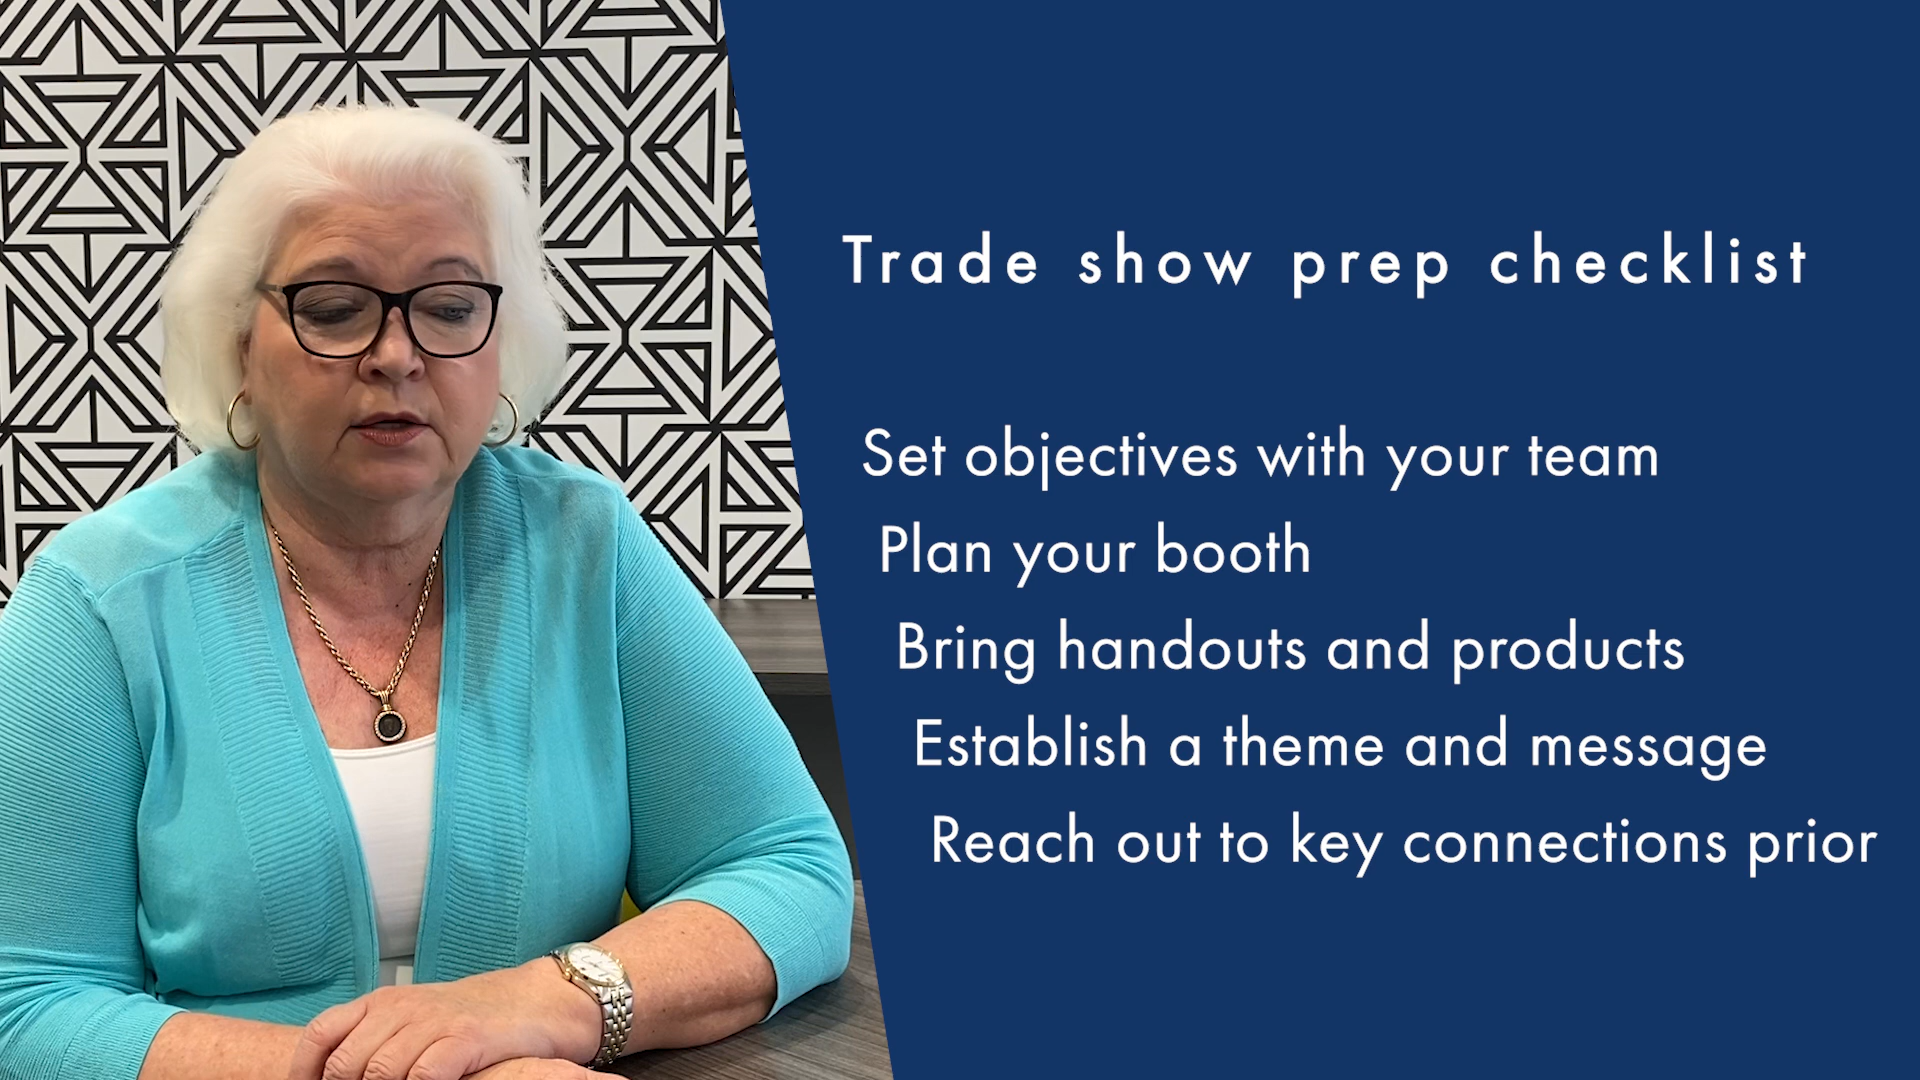 Trade show prep checklist
Set objectives with your team
Plan your booth
Bring handouts and products
Establish a theme and message
Reach out to key connections prior